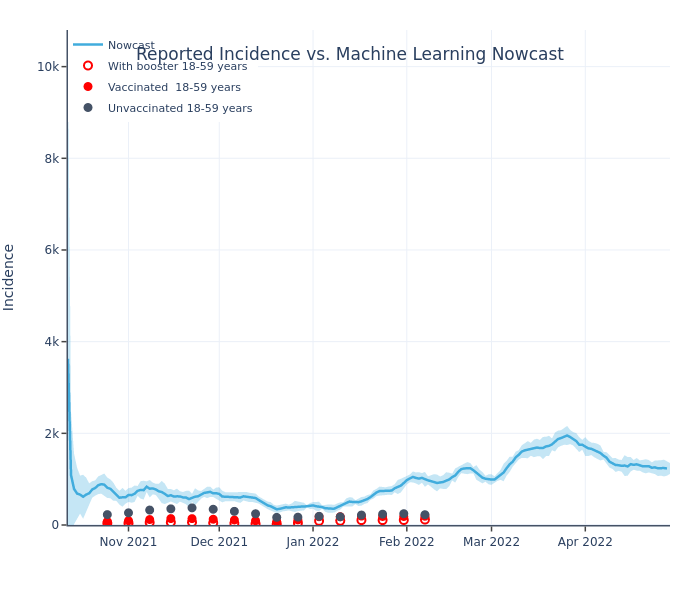 Reported Incidence vs. Machine Learning Nowcast
Nowcast
With booster 18-59 years
Vaccinated  18-59 years
Unvaccinated 18-59 years
Incidence
10k
8k
6k
4k
2k
0
Nov 2021
Dec 2021
Jan 2022
Feb 2022
Mar 2022
Apr 2022